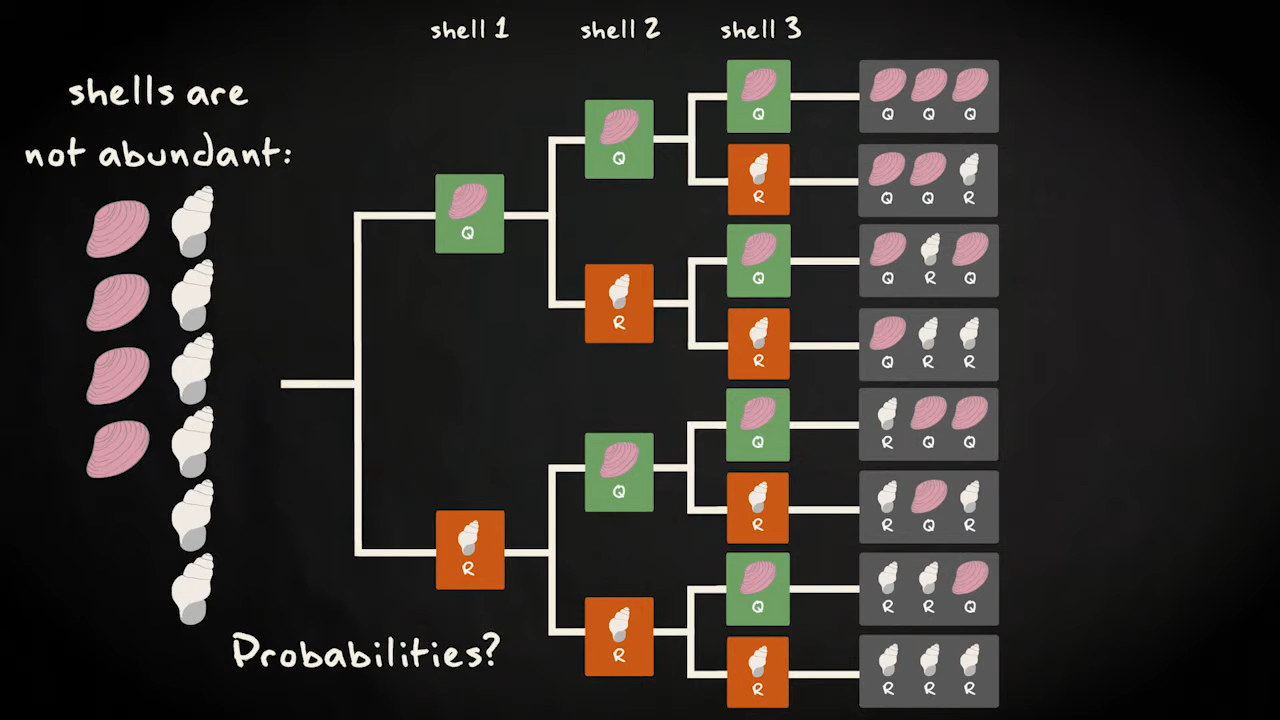 shell 1 shell 2 shell 3
shells are
not abundant:
Q
Q
Q
Q Q Q
R
Q Q R
R
Q
Q R Q
R
Q R R
R
Q
Q
R Q Q
R
R Q R
R
Q
R R Q
R
R R R
Probabilities?